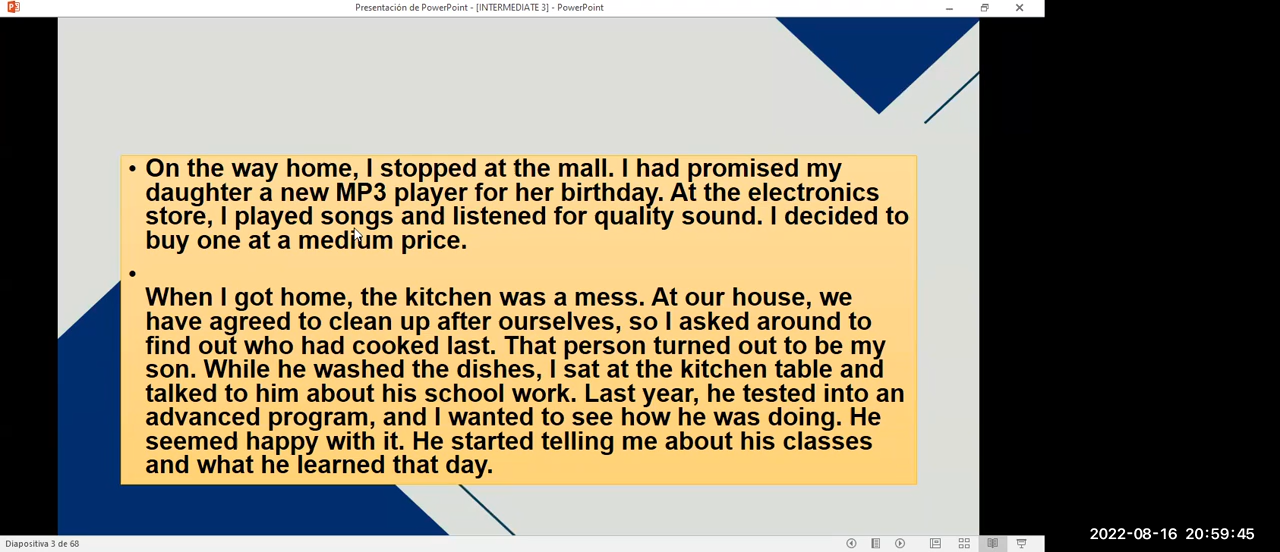 Presentación de PowerPoint - [INTERMEDIATE 3] - PowerPoint
• On the way home, I stopped at the mall. I had promised my
daughter a new MP3 player for her birthday. At the electronics
store, I played songs and listened for quality sound. I decided to
buy one at a medium price.
•
When I got home, the kitchen was a mess. At our house, we
have agreed to clean up after ourselves, so I asked around to
find out who had cooked last. That person turned out to be my
son. While he washed the dishes, I sat at the kitchen table and
talked to him about his school work. Last year, he tested into an
advanced program, and I wanted to see how he was doing. He
seemed happy with it. He started telling me about his classes
and what he learned that day.
2022-08-16 20:59:45
Diapositiva 3 de 68